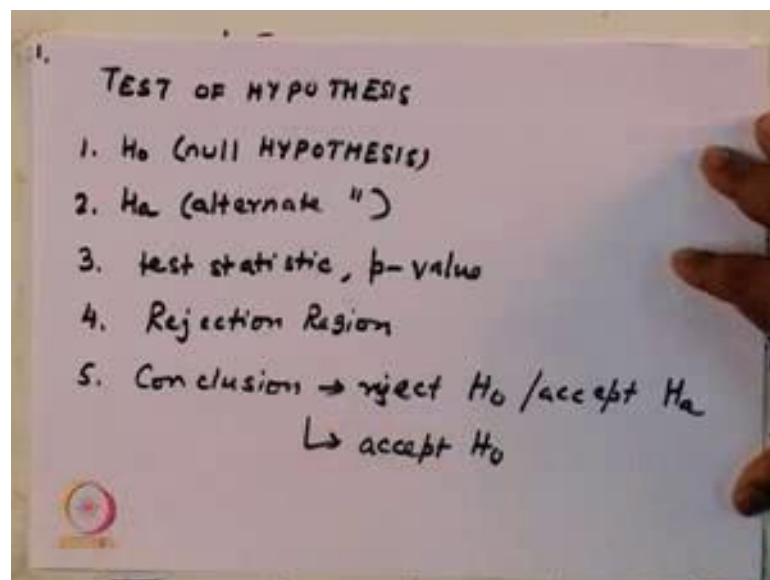 1.
TEST OF HYPOTHESIS
1. H₀ (null HYPOTHESIS)
2. Hₐ (alternate ")
3. test statistic, p-value
4. Rejection Region
5. Conclusion → reject H₀ /accept Hₐ
↳ accept H₀